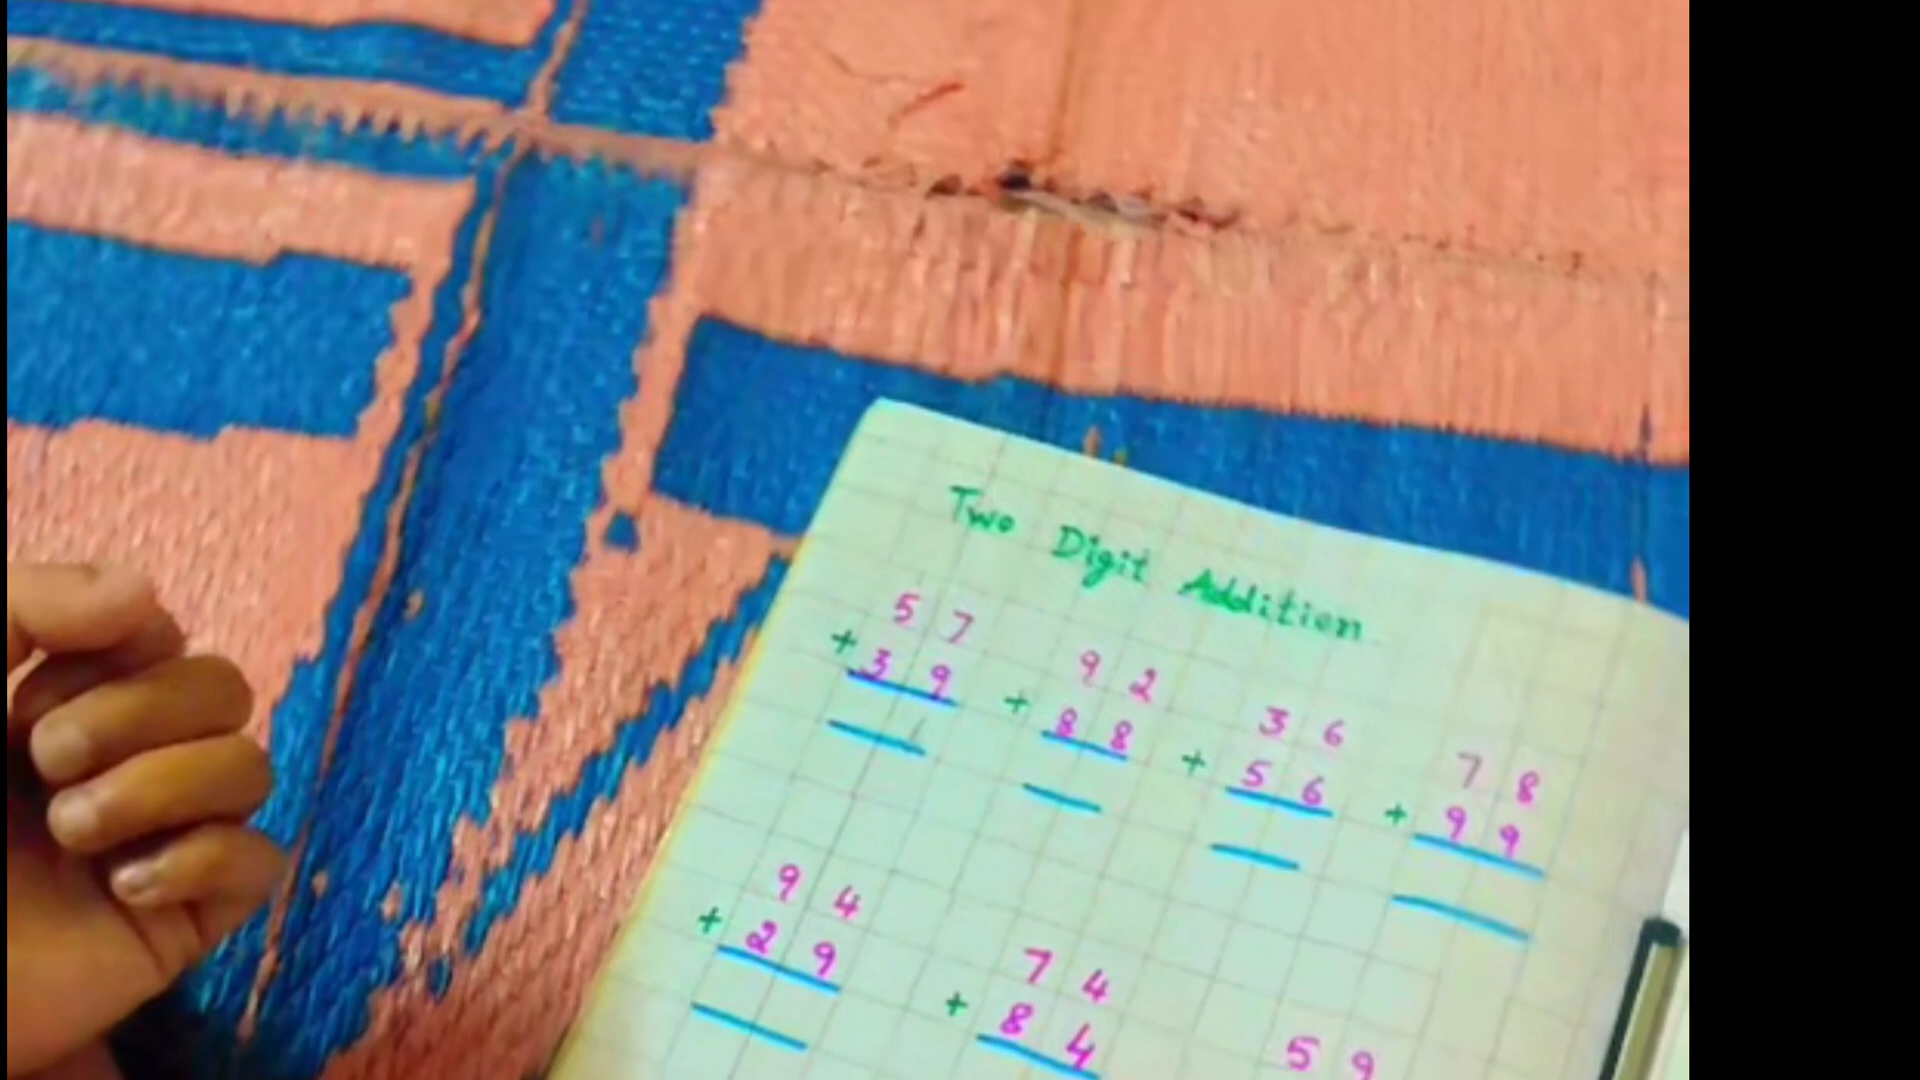 Two Digit Addition
5 7
+ 3 9
9 2
+ 8 8
3 6
+ 5 6
7 8
+ 9 9
9 4
+ 2 9
7 4
+ 8 4
5 9